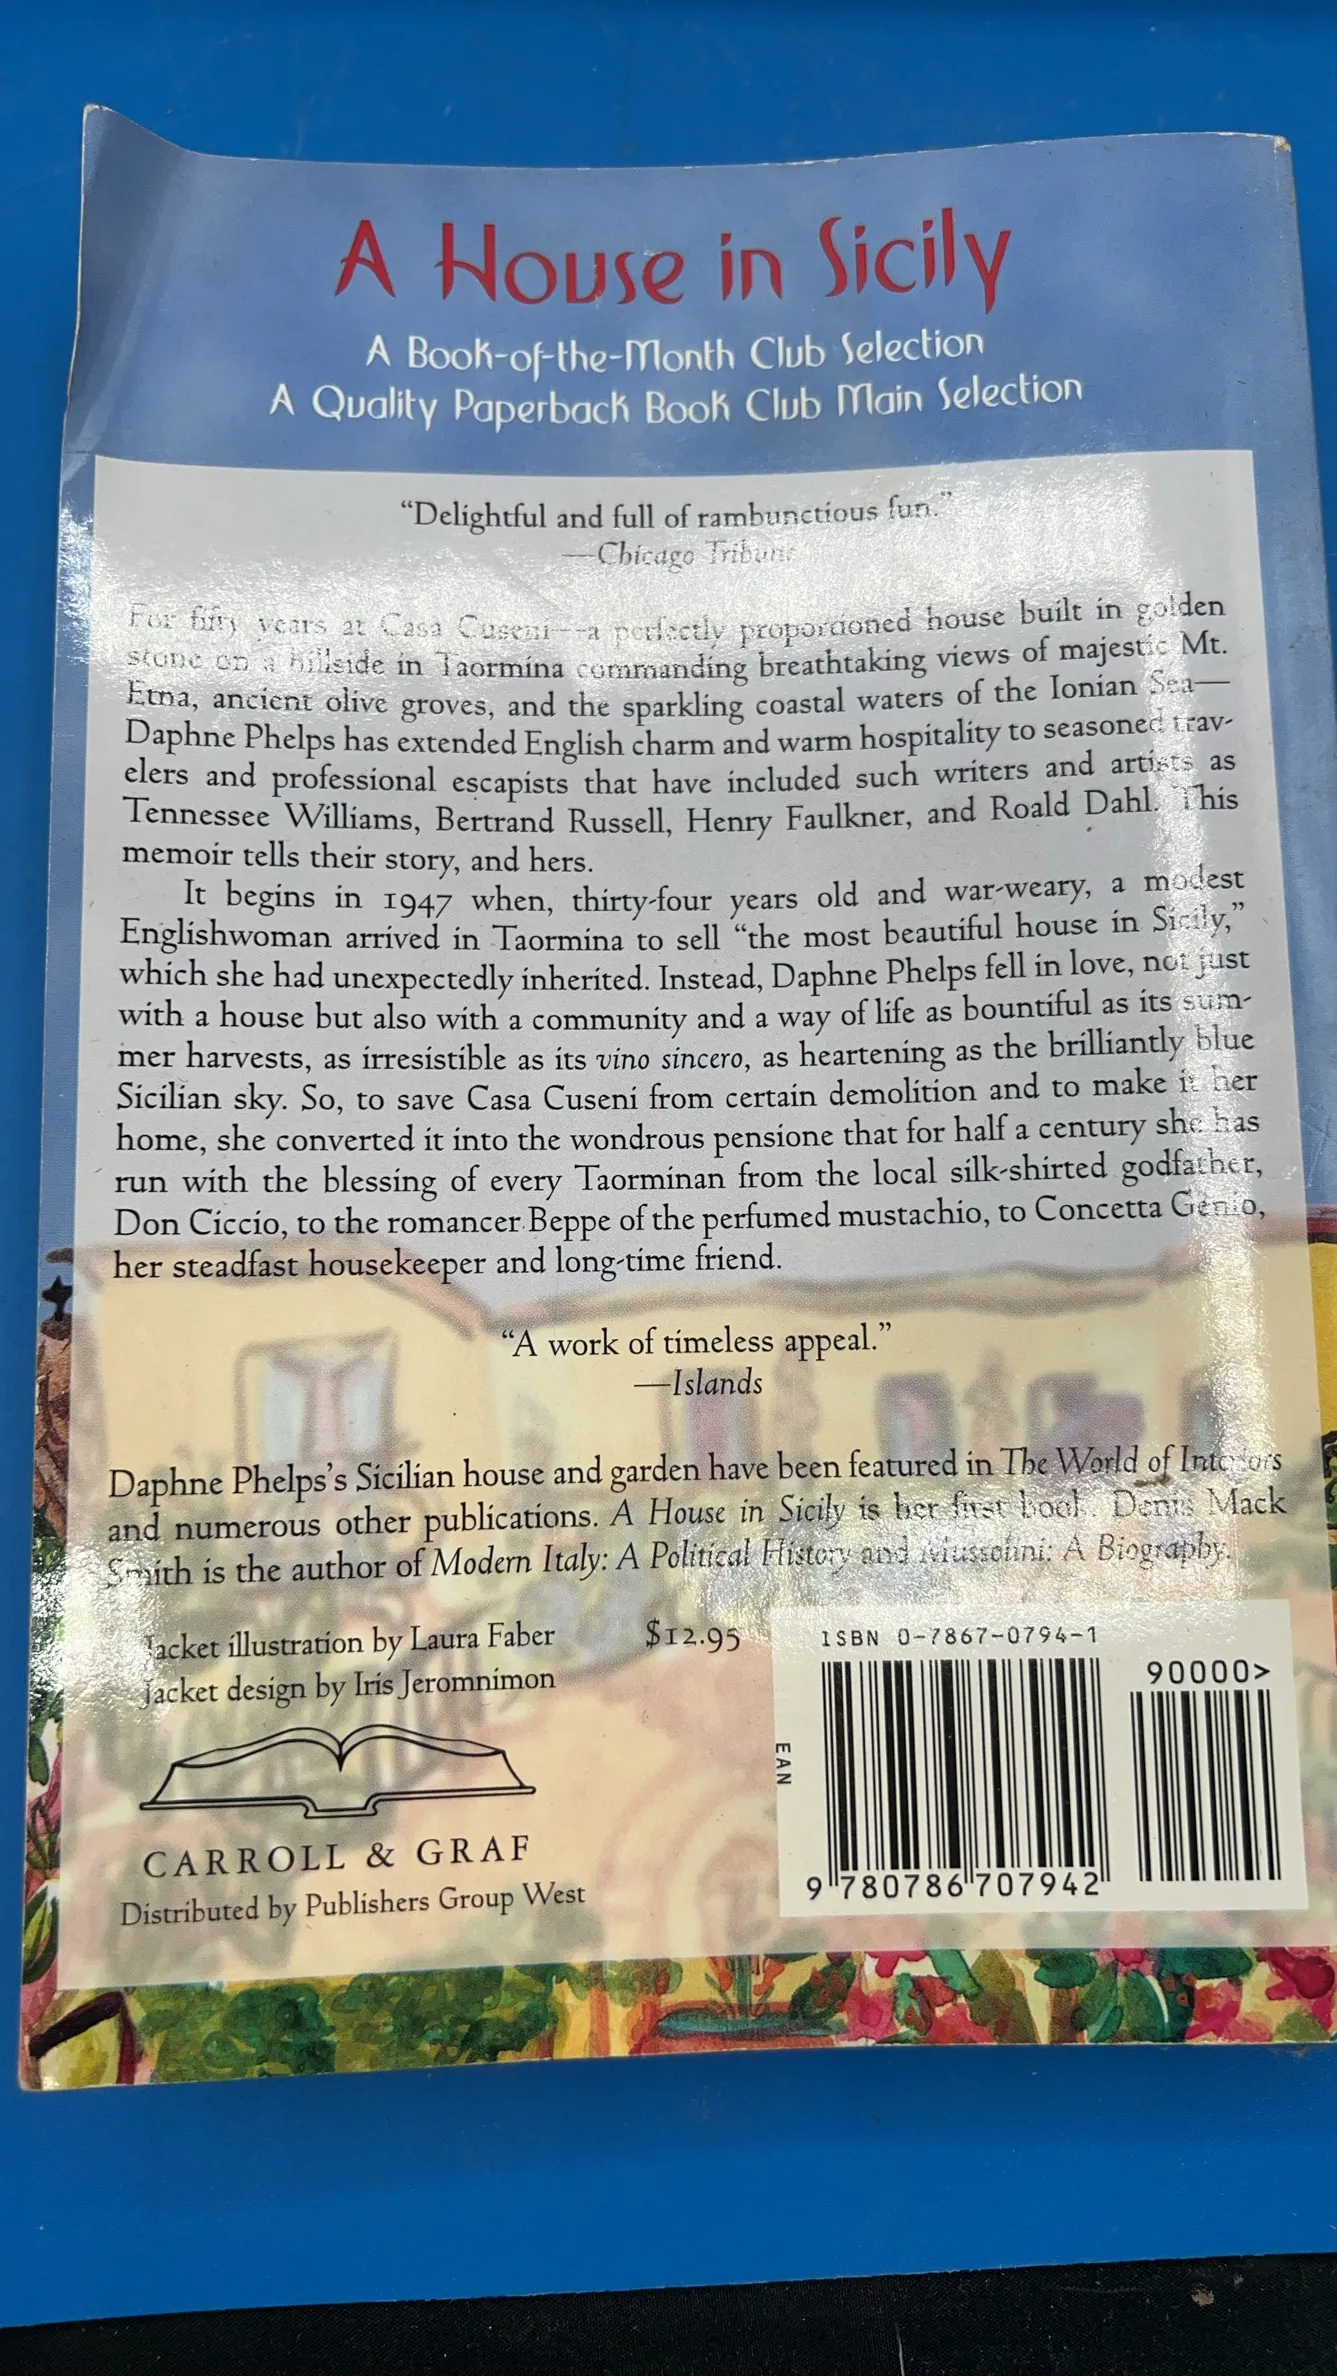 A House in Sicily
A Book-of-the-Month Club Selection
A Quality Paperback Book Club Main Selection
“Delightful and full of rambunctious fun.”
—Chicago Tribune
For fifty years at Casa Cuseni—a perfectly proportioned house built in golden
stone on a hillside in Taormina commanding breathtaking views of majestic Mt.
Etna, ancient olive groves, and the sparkling coastal waters of the Ionian Sea—
Daphne Phelps has extended English charm and warm hospitality to seasoned trav-
elers and professional escapists that have included such writers and artists as
Tennessee Williams, Bertrand Russell, Henry Faulkner, and Roald Dahl. This
memoir tells their story, and hers.
It begins in 1947 when, thirty-four years old and war-weary, a modest
Englishwoman arrived in Taormina to sell “the most beautiful house in Sicily,”
which she had unexpectedly inherited. Instead, Daphne Phelps fell in love, not just
with a house but also with a community and a way of life as bountiful as its sum-
mer harvests, as irresistible as its vino sincero, as heartening as the brilliantly blue
Sicilian sky. So, to save Casa Cuseni from certain demolition and to make it her
home, she converted it into the wondrous pensione that for half a century she has
run with the blessing of every Taorminan from the local silk-shirted godfather,
Don Ciccio, to the romancer Beppe of the perfumed mustachio, to Concetta Genio,
her steadfast housekeeper and long-time friend.
“A work of timeless appeal.”
—Islands
Daphne Phelps’s Sicilian house and garden have been featured in The World of Interiors
and numerous other publications. A House in Sicily is her first book. Denis Mack
Smith is the author of Modern Italy: A Political History and Mussolini: A Biography.
Jacket illustration by Laura Faber
Jacket design by Iris Jeromnimon
$12.95
CARROLL & GRAF
Distributed by Publishers Group West
ISBN 0-7867-0794-1
90000>
EAN
9 780786 707942